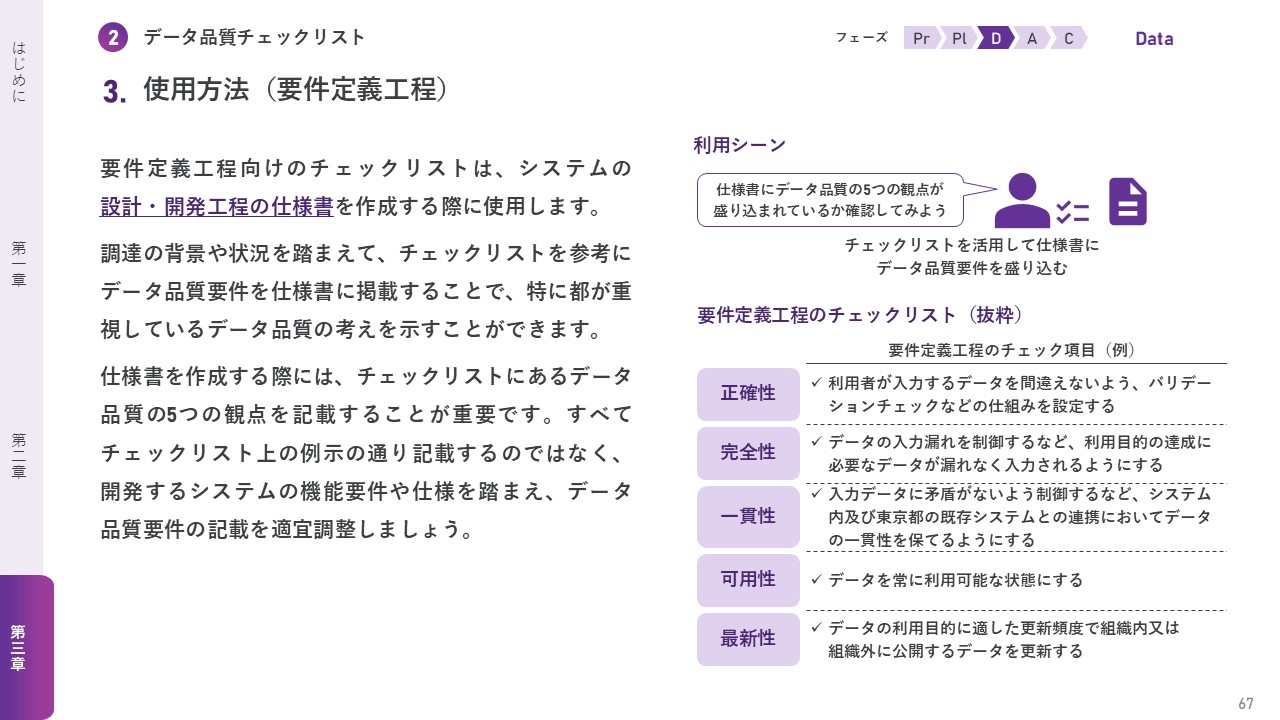 はじめに
第一章
第二章
第三章
2 データ品質チェックリスト
フェーズ Pr Pl D A C
Data
3. 使用方法（要件定義工程）
要件定義工程向けのチェックリストは、システムの
設計・開発工程の仕様書を作成する際に使用します。
調達の背景や状況を踏まえて、チェックリストを参考に
データ品質要件を仕様書に掲載することで、特に都が重
視しているデータ品質の考えを示すことができます。
仕様書を作成する際には、チェックリストにあるデータ
品質の5つの観点を記載することが重要です。すべて
チェックリスト上の例示の通り記載するのではなく、
開発するシステムの機能要件や仕様を踏まえ、データ
品質要件の記載を適宜調整しましょう。
利用シーン
仕様書にデータ品質の5つの観点が
盛り込まれているか確認してみよう
チェックリストを活用して仕様書に
データ品質要件を盛り込む
要件定義工程のチェックリスト（抜粋）
要件定義工程のチェック項目（例）
正確性
✓ 利用者が入力するデータを間違えないよう、バリデー
ションチェックなどの仕組みを設定する
完全性
✓ データの入力漏れを制御するなど、利用目的の達成に
必要なデータが漏れなく入力されるようにする
一貫性
✓ 入力データに矛盾がないよう制御するなど、システム
内及び東京都の既存システムとの連携においてデータ
の一貫性を保てるようにする
可用性
✓ データを常に利用可能な状態にする
最新性
✓ データの利用目的に適した更新頻度で組織内又は
組織外に公開するデータを更新する
67